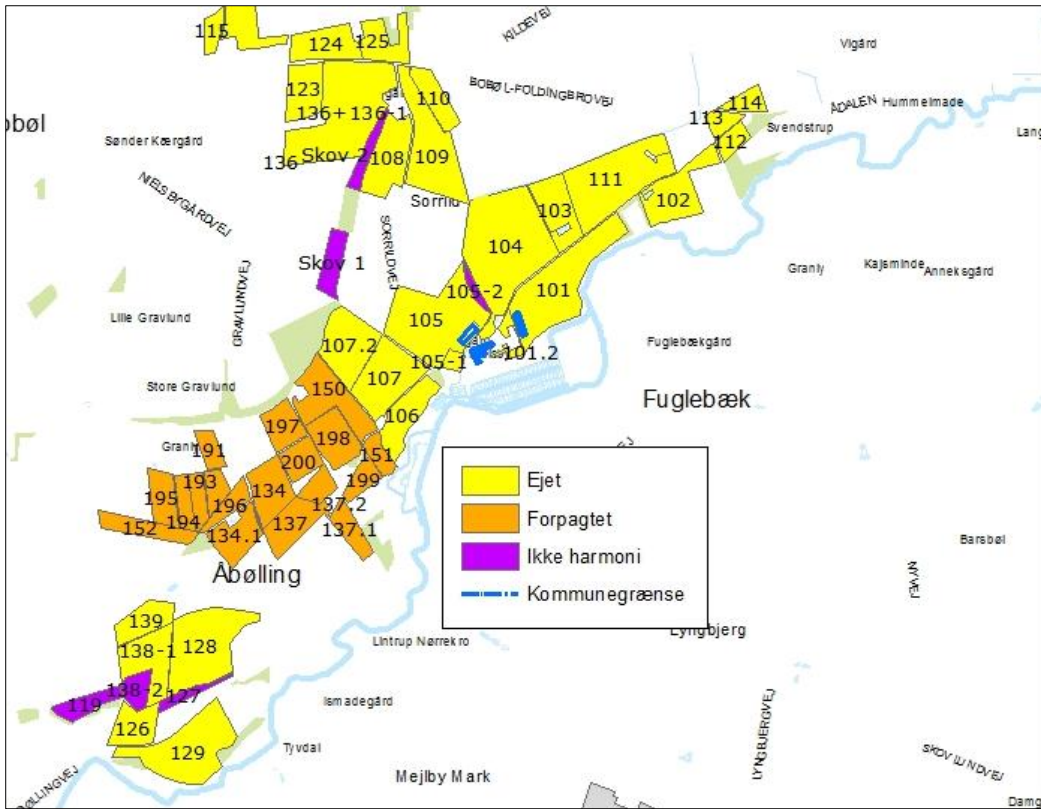 115
124
125
KILDEVEJ
Vigård
123
110
BOBØL-FOLDINGBROVEJ
114
ÅDALEN
Hummelmade
113
136+136-1
Svendstrup
Sønder Kærgård
112
136
Skov 2
108
109
111
102
NIELSBYGÅRDVEJ
103
SORRILDVEJ
104
Skov 1
Granly
Kajsminde
Anneksgård
101
105-2
GRAVLUNDVEJ
Lille Gravlund
105
107.2
105-1
101.2
Fuglebækgård
107
Store Gravlund
150
Fuglebæk
106
197
198
Granly
191
151
200
199
193
134
195
196
137.2
152
194
134.1
137
137.1
Ejet
Forpagtet
Ikke harmoni
Kommunegrænse
Barsbøl
NYVEJ
Åbølling
139
Lintrup Nørrekro
Lyngbjerg
138-1
128
138-2
127
119
Ismadegård
126
129
Tyvdal
LYNGBJERGVEJ
SKOVLUNDVEJ
Mejlby Mark